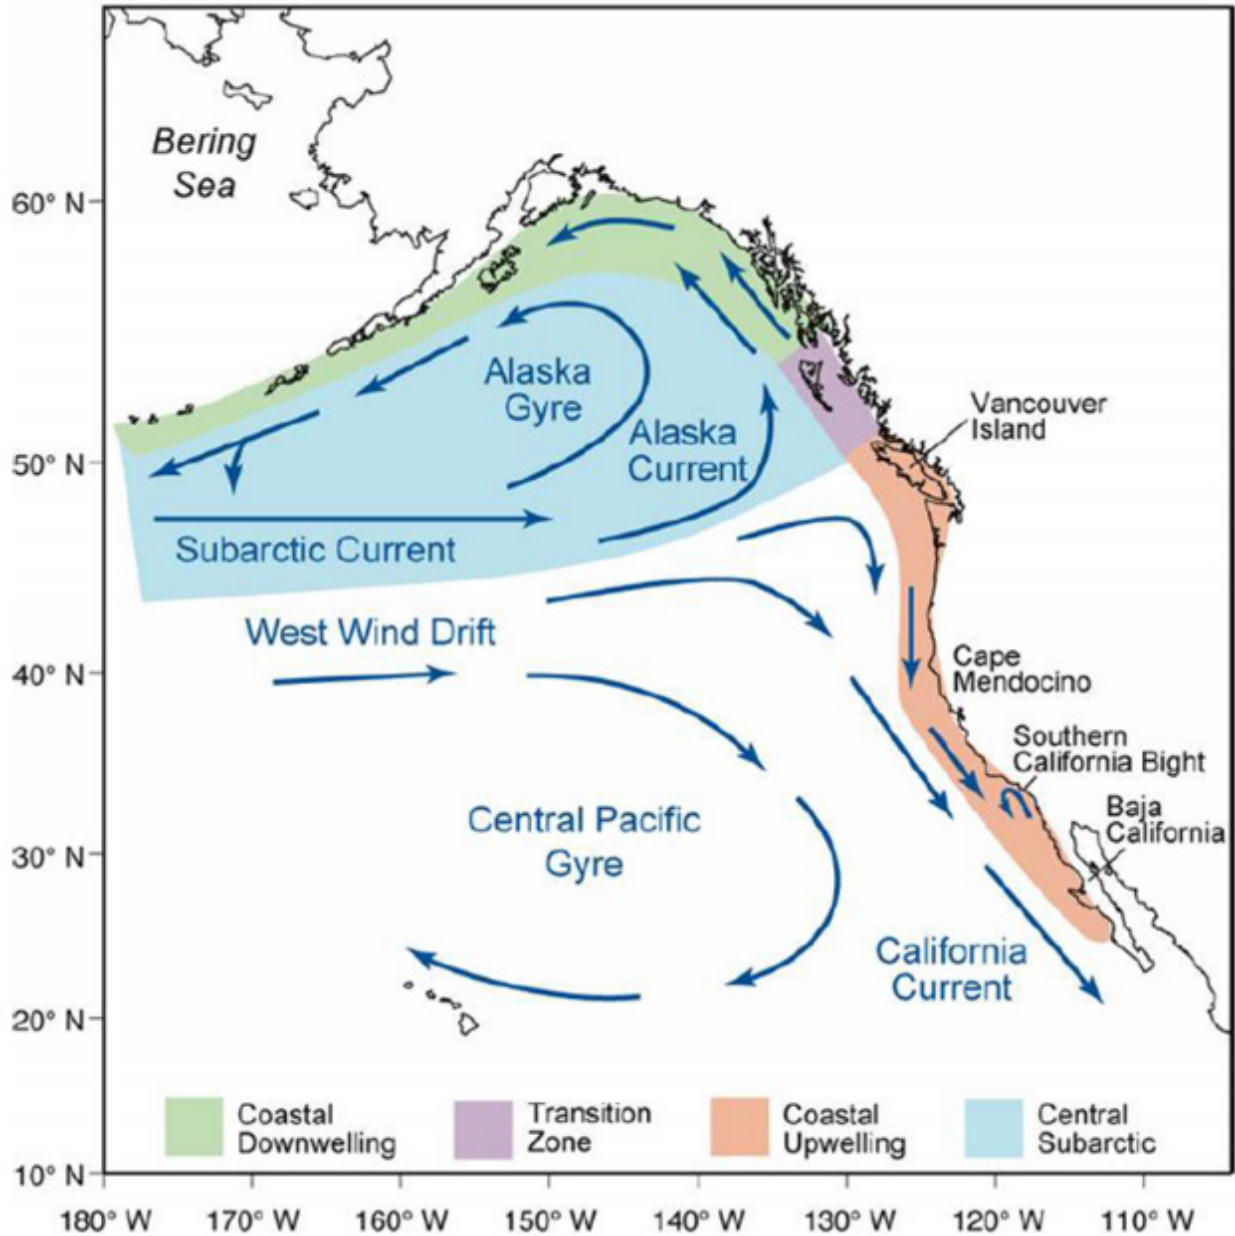 Bering
Sea
60° N
50° N
40° N
30° N
20° N
10° N
Alaska
Gyre
Alaska
Current
Subarctic Current
West Wind Drift
Central Pacific
Gyre
California
Current
Vancouver
Island
Cape
Mendocino
Southern
California Bight
Baja
California
Coastal
Downwelling
Transition
Zone
Coastal
Upwelling
Central
Subarctic
180° W 170° W 160° W 150° W 140° W 130° W 120° W 110° W